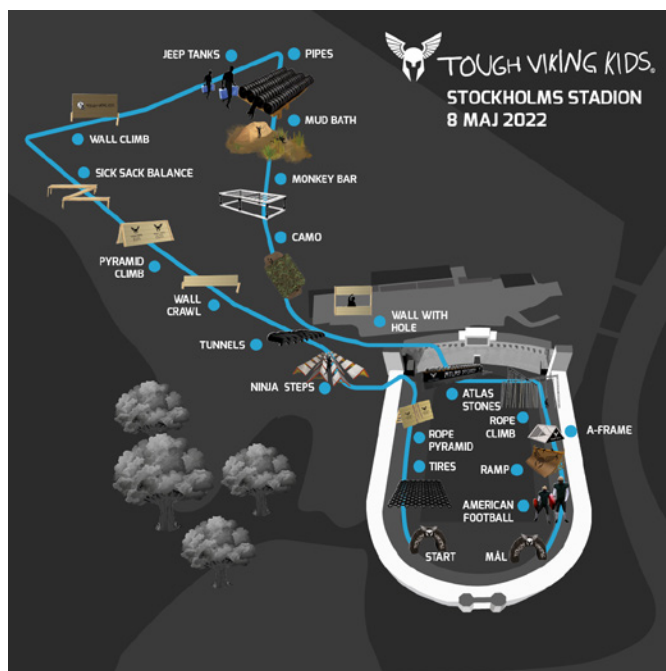 TOUGH VIKING KIDS®
STOCKHOLMS STADION
8 MAJ 2022
JEEP TANKS
PIPES
WALL CLIMB
MUD BATH
SICK SACK BALANCE
MONKEY BAR
PYRAMID
CLIMB
CAMO
WALL
CRAWL
WALL WITH
HOLE
TUNNELS
NINJA STEPS
ATLAS
STONES
ROPE
CLIMB
A-FRAME
ROPE
PYRAMID
RAMP
TIRES
AMERICAN
FOOTBALL
START
MÅL